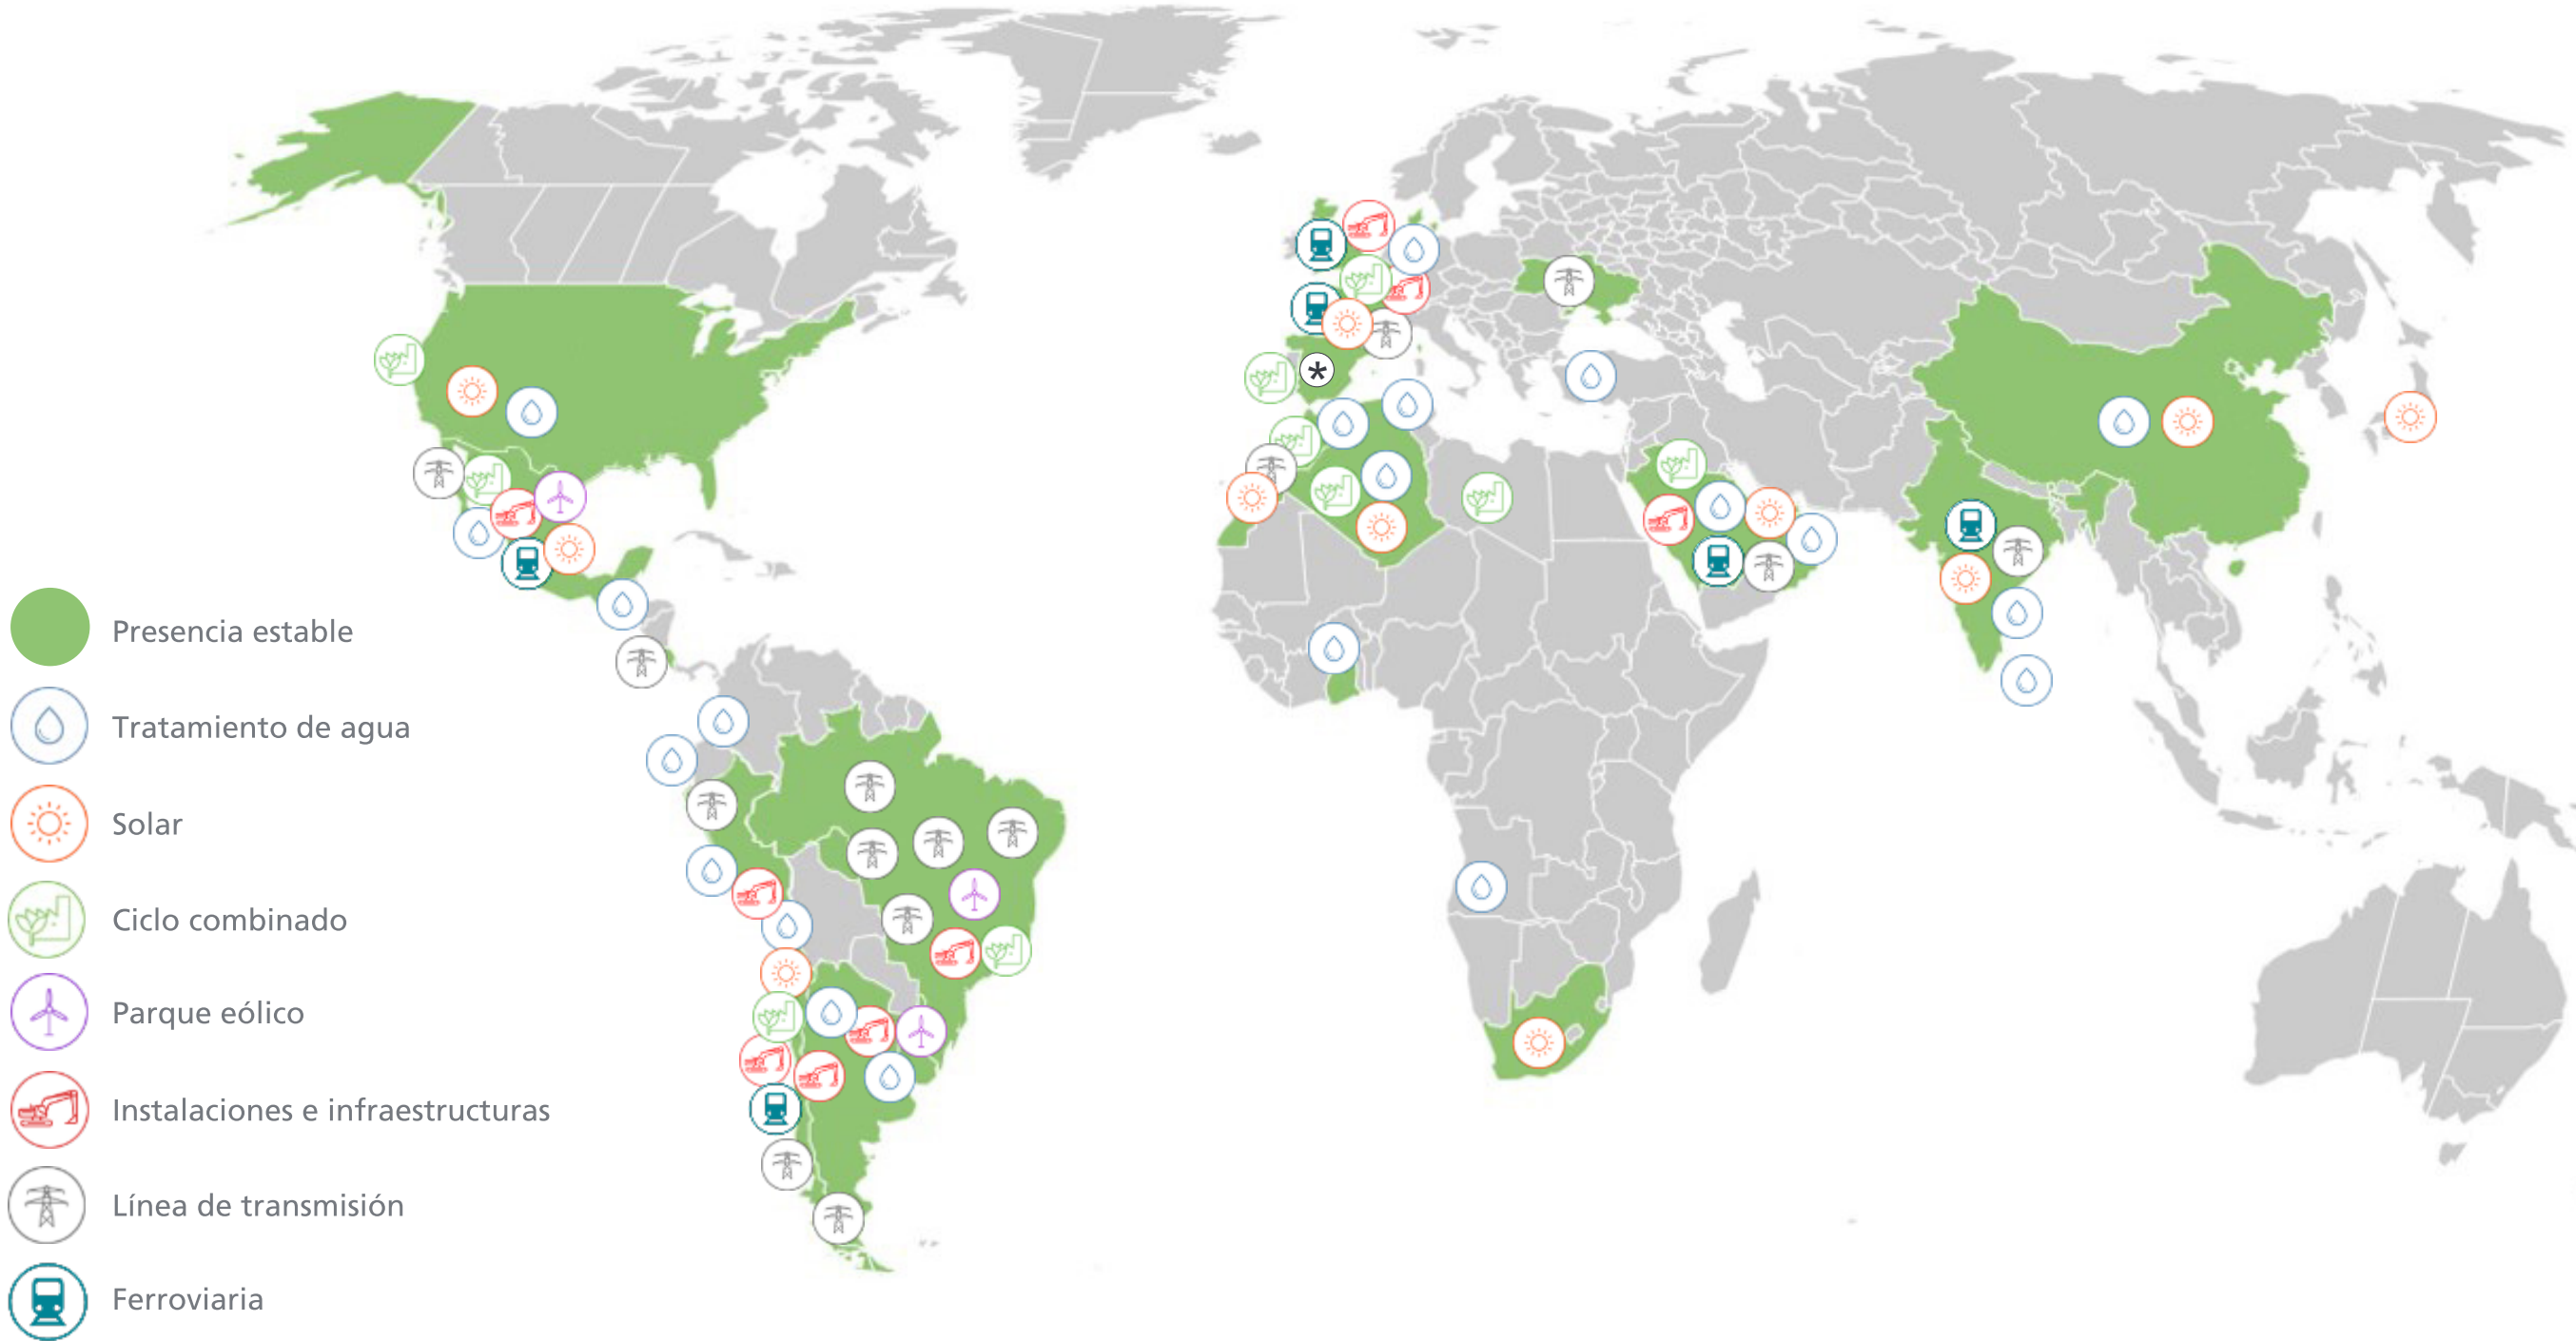 Presencia estable
Tratamiento de agua
Solar
Ciclo combinado
Parque eólico
Instalaciones e infraestructuras
Línea de transmisión
Ferroviaria
*